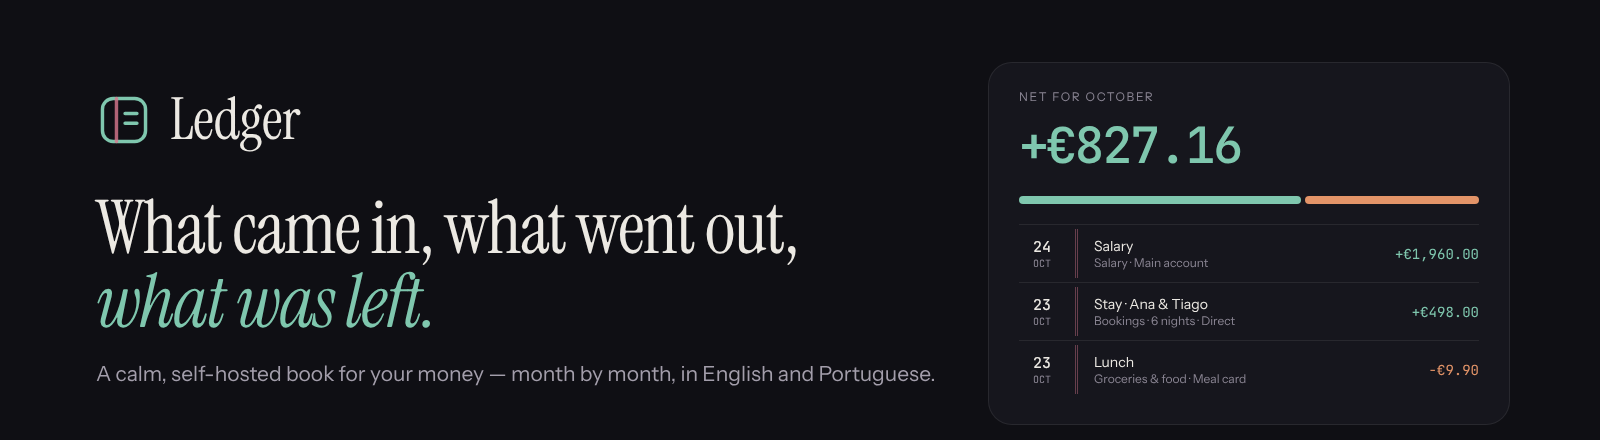 Ledger
What came in, what went out,
what was left.
A calm, self-hosted book for your money — month by month, in English and Portuguese.
NET FOR OCTOBER
+€827.16
24 Salary +€1,960.00
OCT Salary · Main account
23 Stay · Ana & Tiago +€498.00
OCT Bookings · 6 nights · Direct
23 Lunch -€9.90
OCT Groceries & food · Meal card